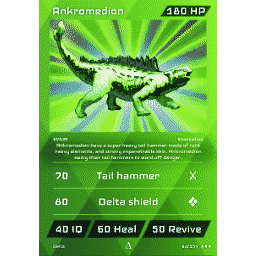 Ankromedion 180 HP
Ankromedion have a super heavy tail hammer made of rare
heavy elements, and strong impenetrable skin. Ankromedion
swing their tail hammers to ward off danger.
70 Tail hammer
80 Delta shield
40 IQ 60 Heal 50 Revive